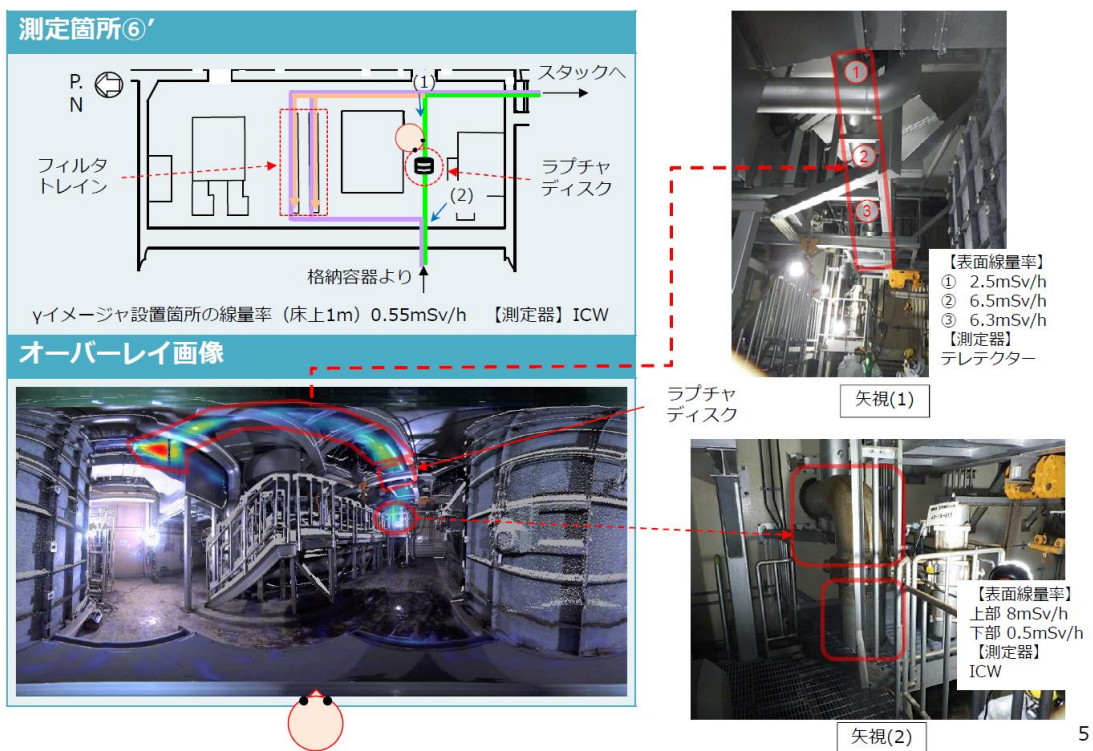 測定箇所⑥′
P.
N
(1)
スタックへ
フィルタ
トレイン
ラプチャ
ディスク
(2)
格納容器より
γイメージャ設置箇所の線量率（床上1m）0.55mSv/h 【測定器】ICW
オーバーレイ画像
ラプチャ
ディスク
1
2
3
【表面線量率】
① 2.5mSv/h
② 6.5mSv/h
③ 6.3mSv/h
【測定器】
テレテクター
矢視(1)
【表面線量率】
上部 8mSv/h
下部 0.5mSv/h
【測定器】
ICW
矢視(2)
5